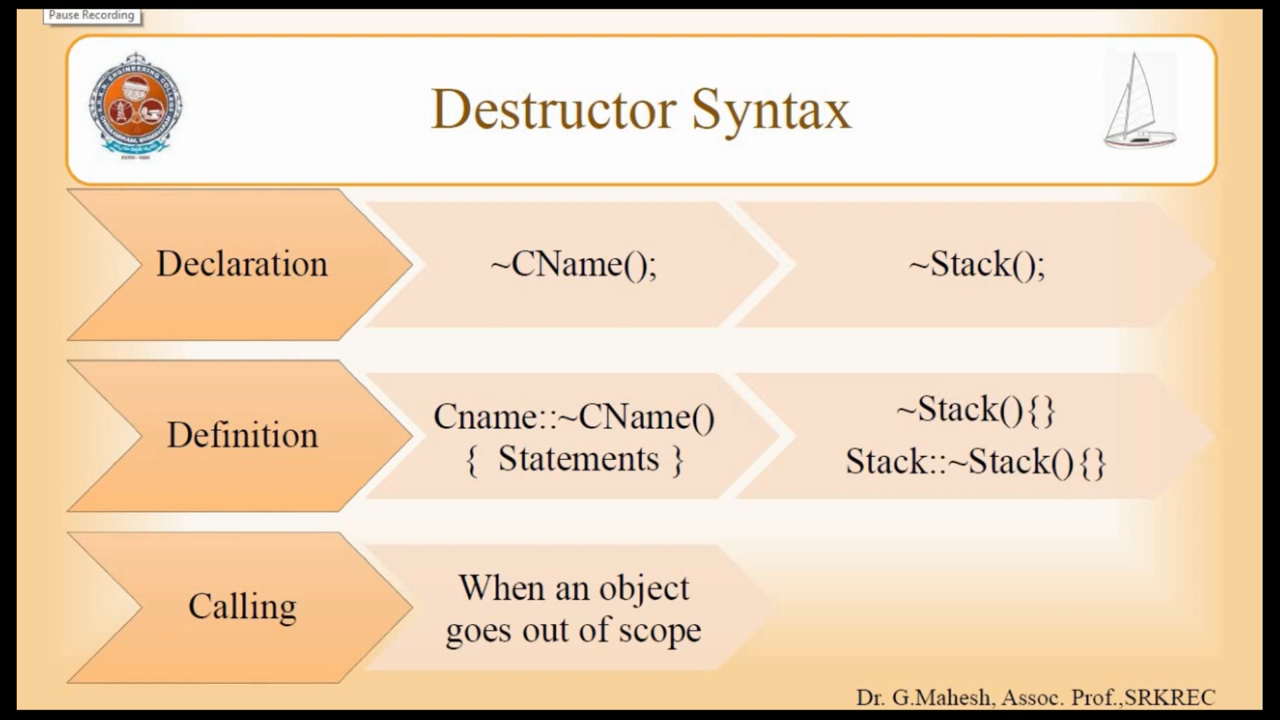 Pause Recording
Destructor Syntax
Declaration
~CName();
~Stack();
Definition
Cname::~CName()
{ Statements }
~Stack(){}
Stack::~Stack(){}
Calling
When an object
goes out of scope
Dr. G.Mahesh, Assoc. Prof.,SRKREC